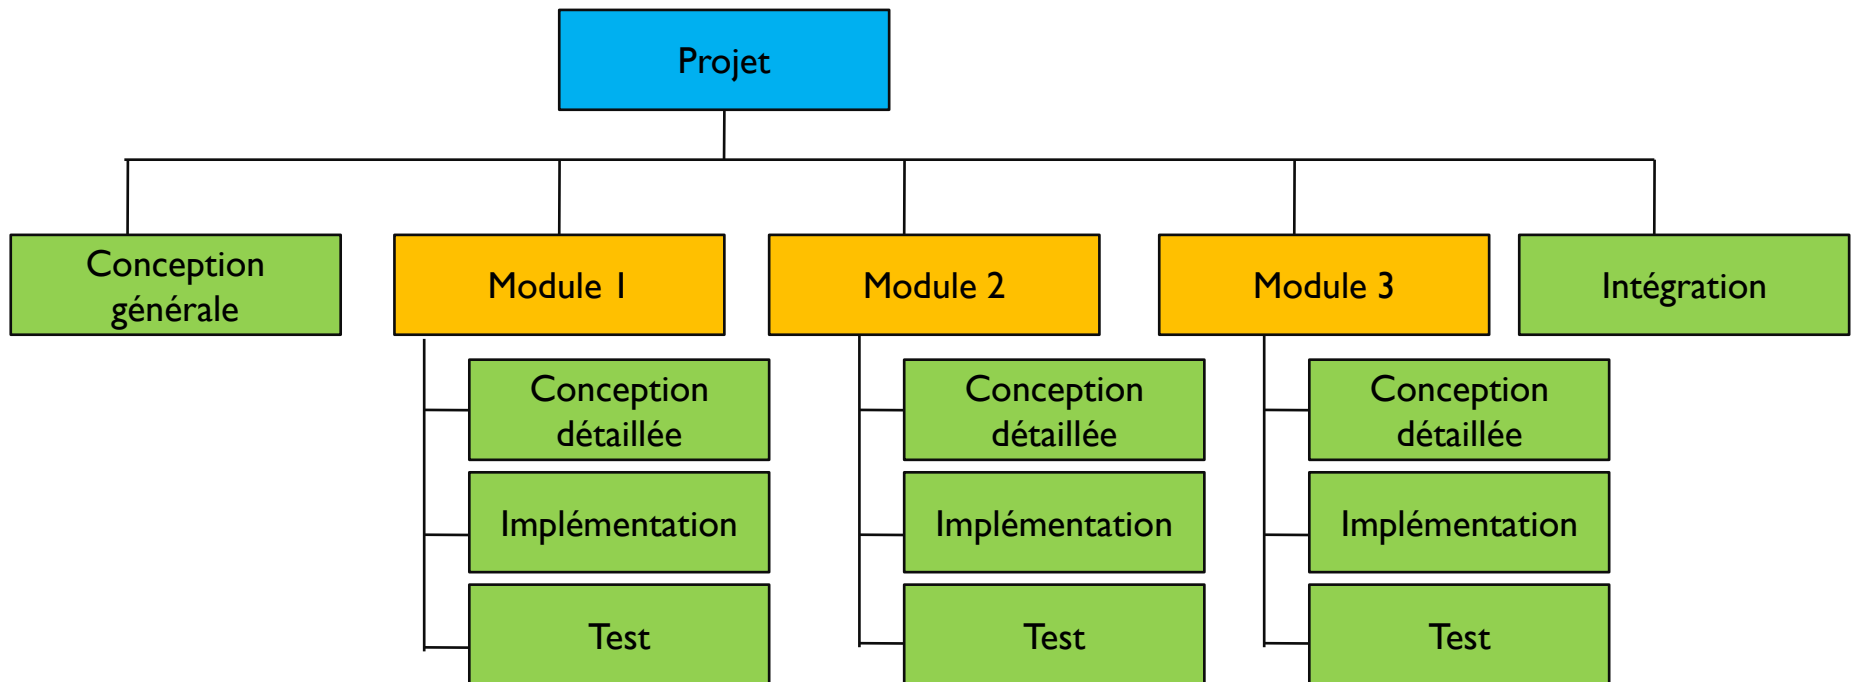 Projet
Conception
générale
Module 1
Module 2
Module 3
Intégration
Conception
détaillée
Conception
détaillée
Conception
détaillée
Implémentation
Implémentation
Implémentation
Test
Test
Test